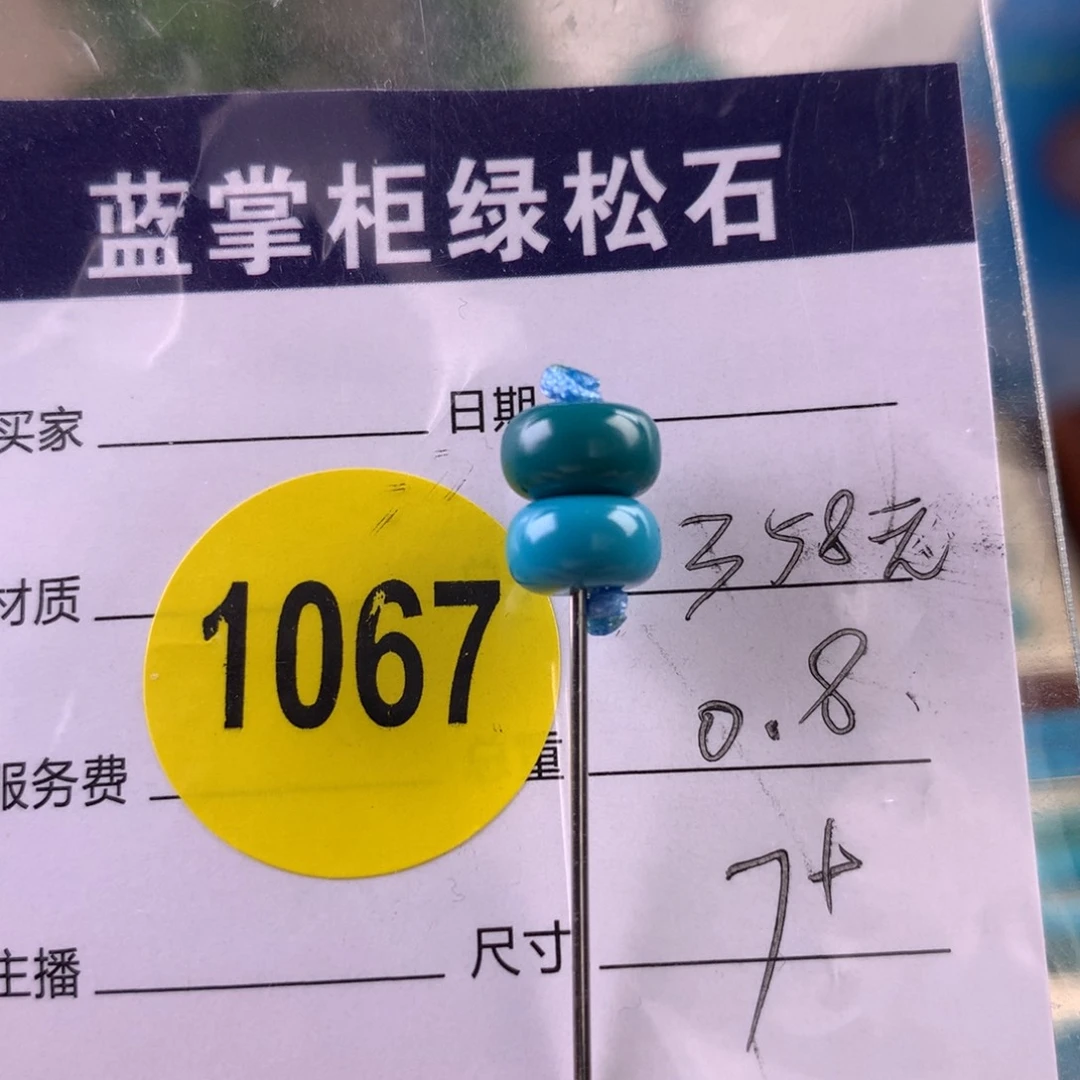 蓝掌柜绿松石
买家 日期
材质 358元
1067
服务费 重 0.8
主播 尺寸 7+